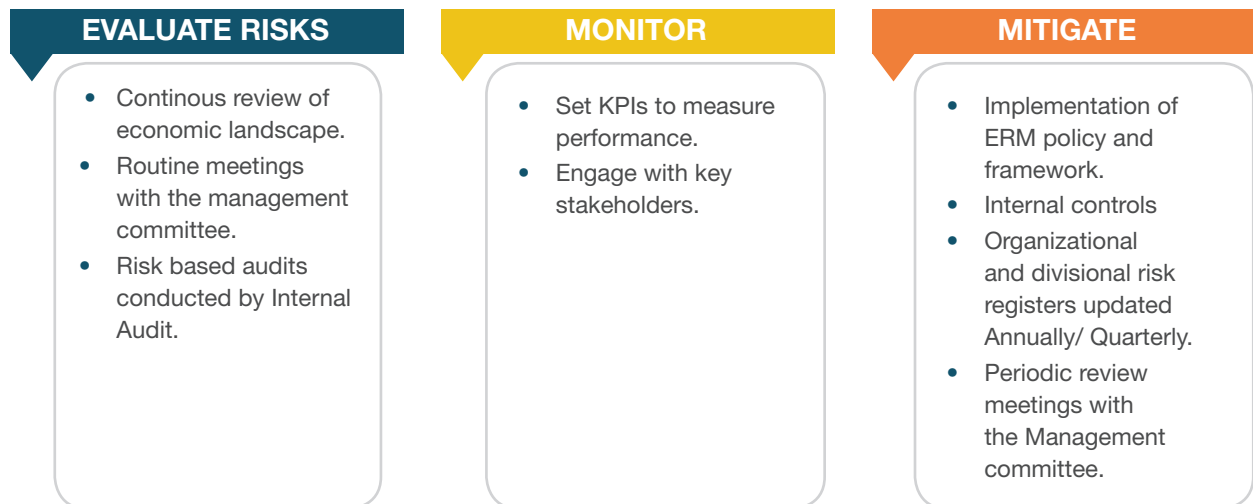 EVALUATE RISKS
• Continous review of
economic landscape.
• Routine meetings
with the management
committee.
• Risk based audits
conducted by Internal
Audit.
MONITOR
• Set KPIs to measure
performance.
• Engage with key
stakeholders.
MITIGATE
• Implementation of
ERM policy and
framework.
• Internal controls
• Organizational
and divisional risk
registers updated
Annually/ Quarterly.
• Periodic review
meetings with
the Management
committee.